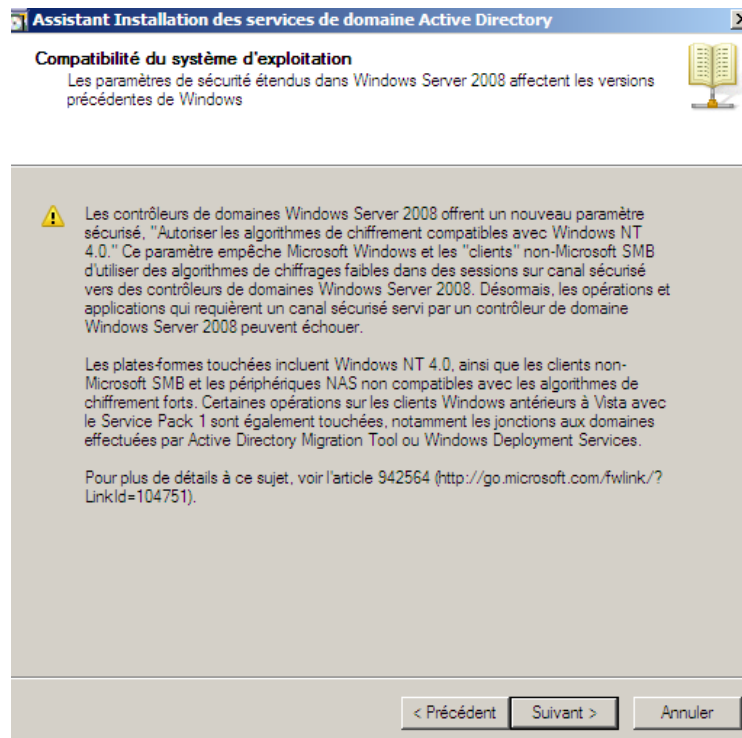 Assistant Installation des services de domaine Active Directory
Compatibilité du système d'exploitation
Les paramètres de sécurité étendus dans Windows Server 2008 affectent les versions
précédentes de Windows
Les contrôleurs de domaines Windows Server 2008 offrent un nouveau paramètre
sécurisé, "Autoriser les algorithmes de chiffrement compatibles avec Windows NT
4.0." Ce paramètre empêche Microsoft Windows et les "clients" non-Microsoft SMB
d'utiliser des algorithmes de chiffrages faibles dans des sessions sur canal sécurisé
vers des contrôleurs de domaines Windows Server 2008. Désormais, les opérations et
applications qui requièrent un canal sécurisé servi par un contrôleur de domaine
Windows Server 2008 peuvent échouer.
Les plates-formes touchées incluent Windows NT 4.0, ainsi que les clients non-
Microsoft SMB et les périphériques NAS non compatibles avec les algorithmes de
chiffrement forts. Certaines opérations sur les clients Windows antérieurs à Vista avec
le Service Pack 1 sont également touchées, notamment les jonctions aux domaines
effectuées par Active Directory Migration Tool ou Windows Deployment Services.
Pour plus de détails à ce sujet, voir l'article 942564 (http://go.microsoft.com/fwlink/?
LinkId=104751).
< Précédent Suivant > Annuler